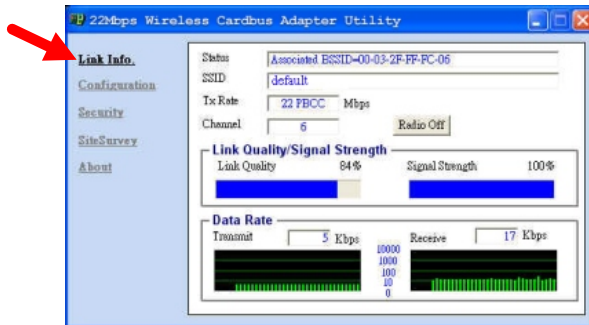 22Mbps Wireless Cardbus Adapter Utility
Link Info.
Configuration
Security
SiteSurvey
About
Status Associated BSSID=00-03-2F-FF-FC-06
SSID default
Tx Rate 22 PBCC Mbps
Channel 6 Radio Off
Link Quality/Signal Strength
Link Quality 84% Signal Strength 100%
Data Rate
Transmit 5 Kbps Receive 17 Kbps
10000
1000
100
10
0